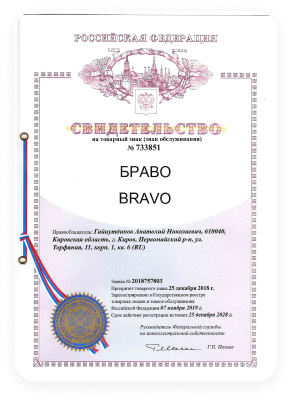 РОССИЙСКАЯ ФЕДЕРАЦИЯ
СВИДЕТЕЛЬСТВО
на товарный знак (знак обслуживания)
№ 733851
БРАВО
BRAVO
Правообладатель: Гайнутдинов Анатолий Николаевич, 610040,
Кировская область, г. Киров, Первомайский р-н, ул.
Торфяная, 11, корп. 1, кв. 6 (RU)
Заявка № 2018757803
Приоритет товарного знака 25 декабря 2018 г.
Зарегистрировано в Государственном реестре
товарных знаков и знаков обслуживания
Российской Федерации 07 ноября 2019 г.
Срок действия регистрации истекает 25 декабря 2028 г.
Руководитель Федеральной службы
по интеллектуальной собственности
Г.П. Ивлиев